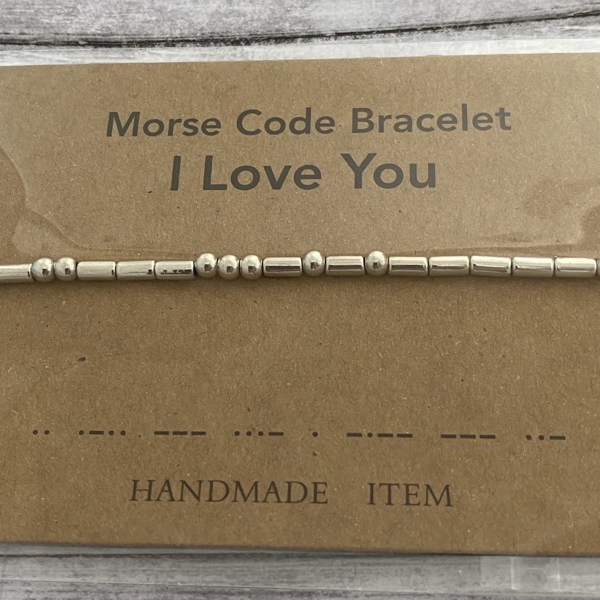 Morse Code Bracelet
I Love You
.. .-.. --- ...- . -.-- --- ..-
HANDMADE ITEM